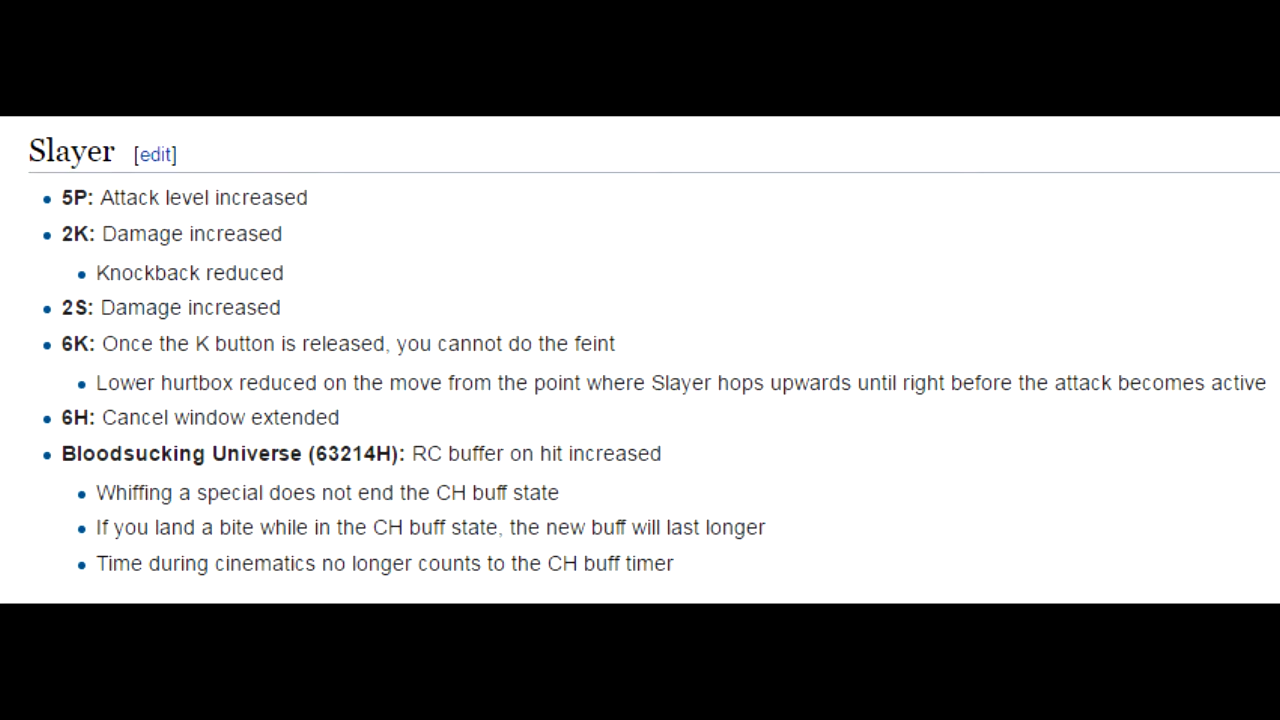 Slayer [edit]
5P: Attack level increased
2K: Damage increased
Knockback reduced
2S: Damage increased
6K: Once the K button is released, you cannot do the feint
Lower hurtbox reduced on the move from the point where Slayer hops upwards until right before the attack becomes active
6H: Cancel window extended
Bloodsucking Universe (63214H): RC buffer on hit increased
Whiffing a special does not end the CH buff state
If you land a bite while in the CH buff state, the new buff will last longer
Time during cinematics no longer counts to the CH buff timer